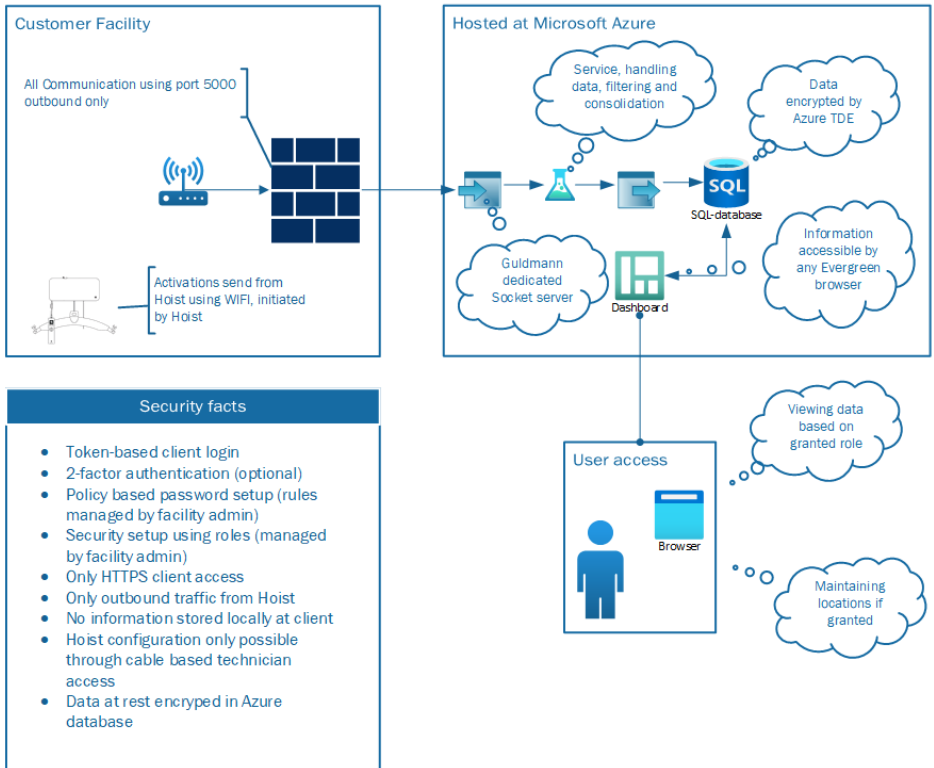 Customer Facility
All Communication using port 5000
outbound only
Activations send from
Hoist using WIFI, initiated
by Hoist
Hosted at Microsoft Azure
Service, handling
data, filtering and
consolidation
Data
encrypted by
Azure TDE
SQL
SQL-database
Guldmann
dedicated
Socket server
Dashboard
Information
accessible by
any Evergreen
browser
Security facts
• Token-based client login
• 2-factor authentication (optional)
• Policy based password setup (rules
managed by facility admin)
• Security setup using roles (managed
by facility admin)
• Only HTTPS client access
• Only outbound traffic from Hoist
• No information stored locally at client
• Hoist configuration only possible
through cable based technician
access
• Data at rest encryped in Azure
database
User access
Browser
Viewing data
based on
granted role
Maintaining
locations if
granted